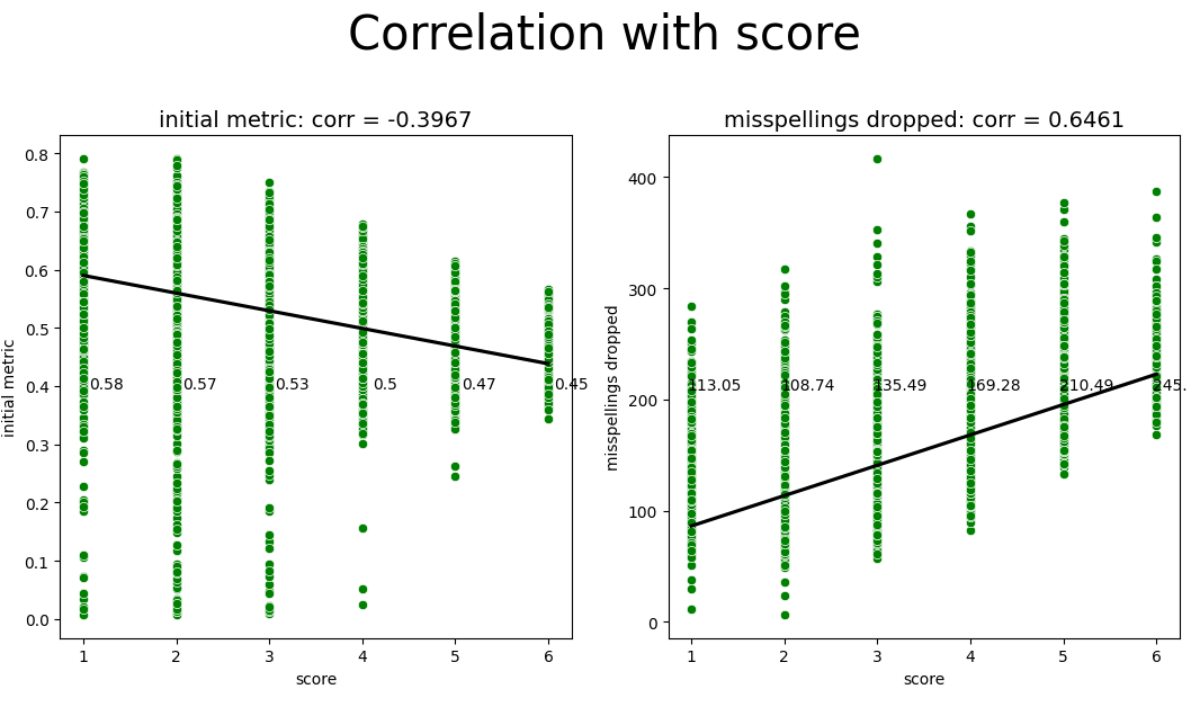 Correlation with score
initial metric: corr = -0.3967
0.8
0.7
0.6
0.5
0.4
0.3
0.2
0.1
0.0
initial metric
0.58
0.57
0.53
0.5
0.47
0.45
1 2 3 4 5 6
score
misspellings dropped: corr = 0.6461
400
300
200
100
0
misspellings dropped
113.05
108.74
135.49
169.28
210.49
245.
1 2 3 4 5 6
score